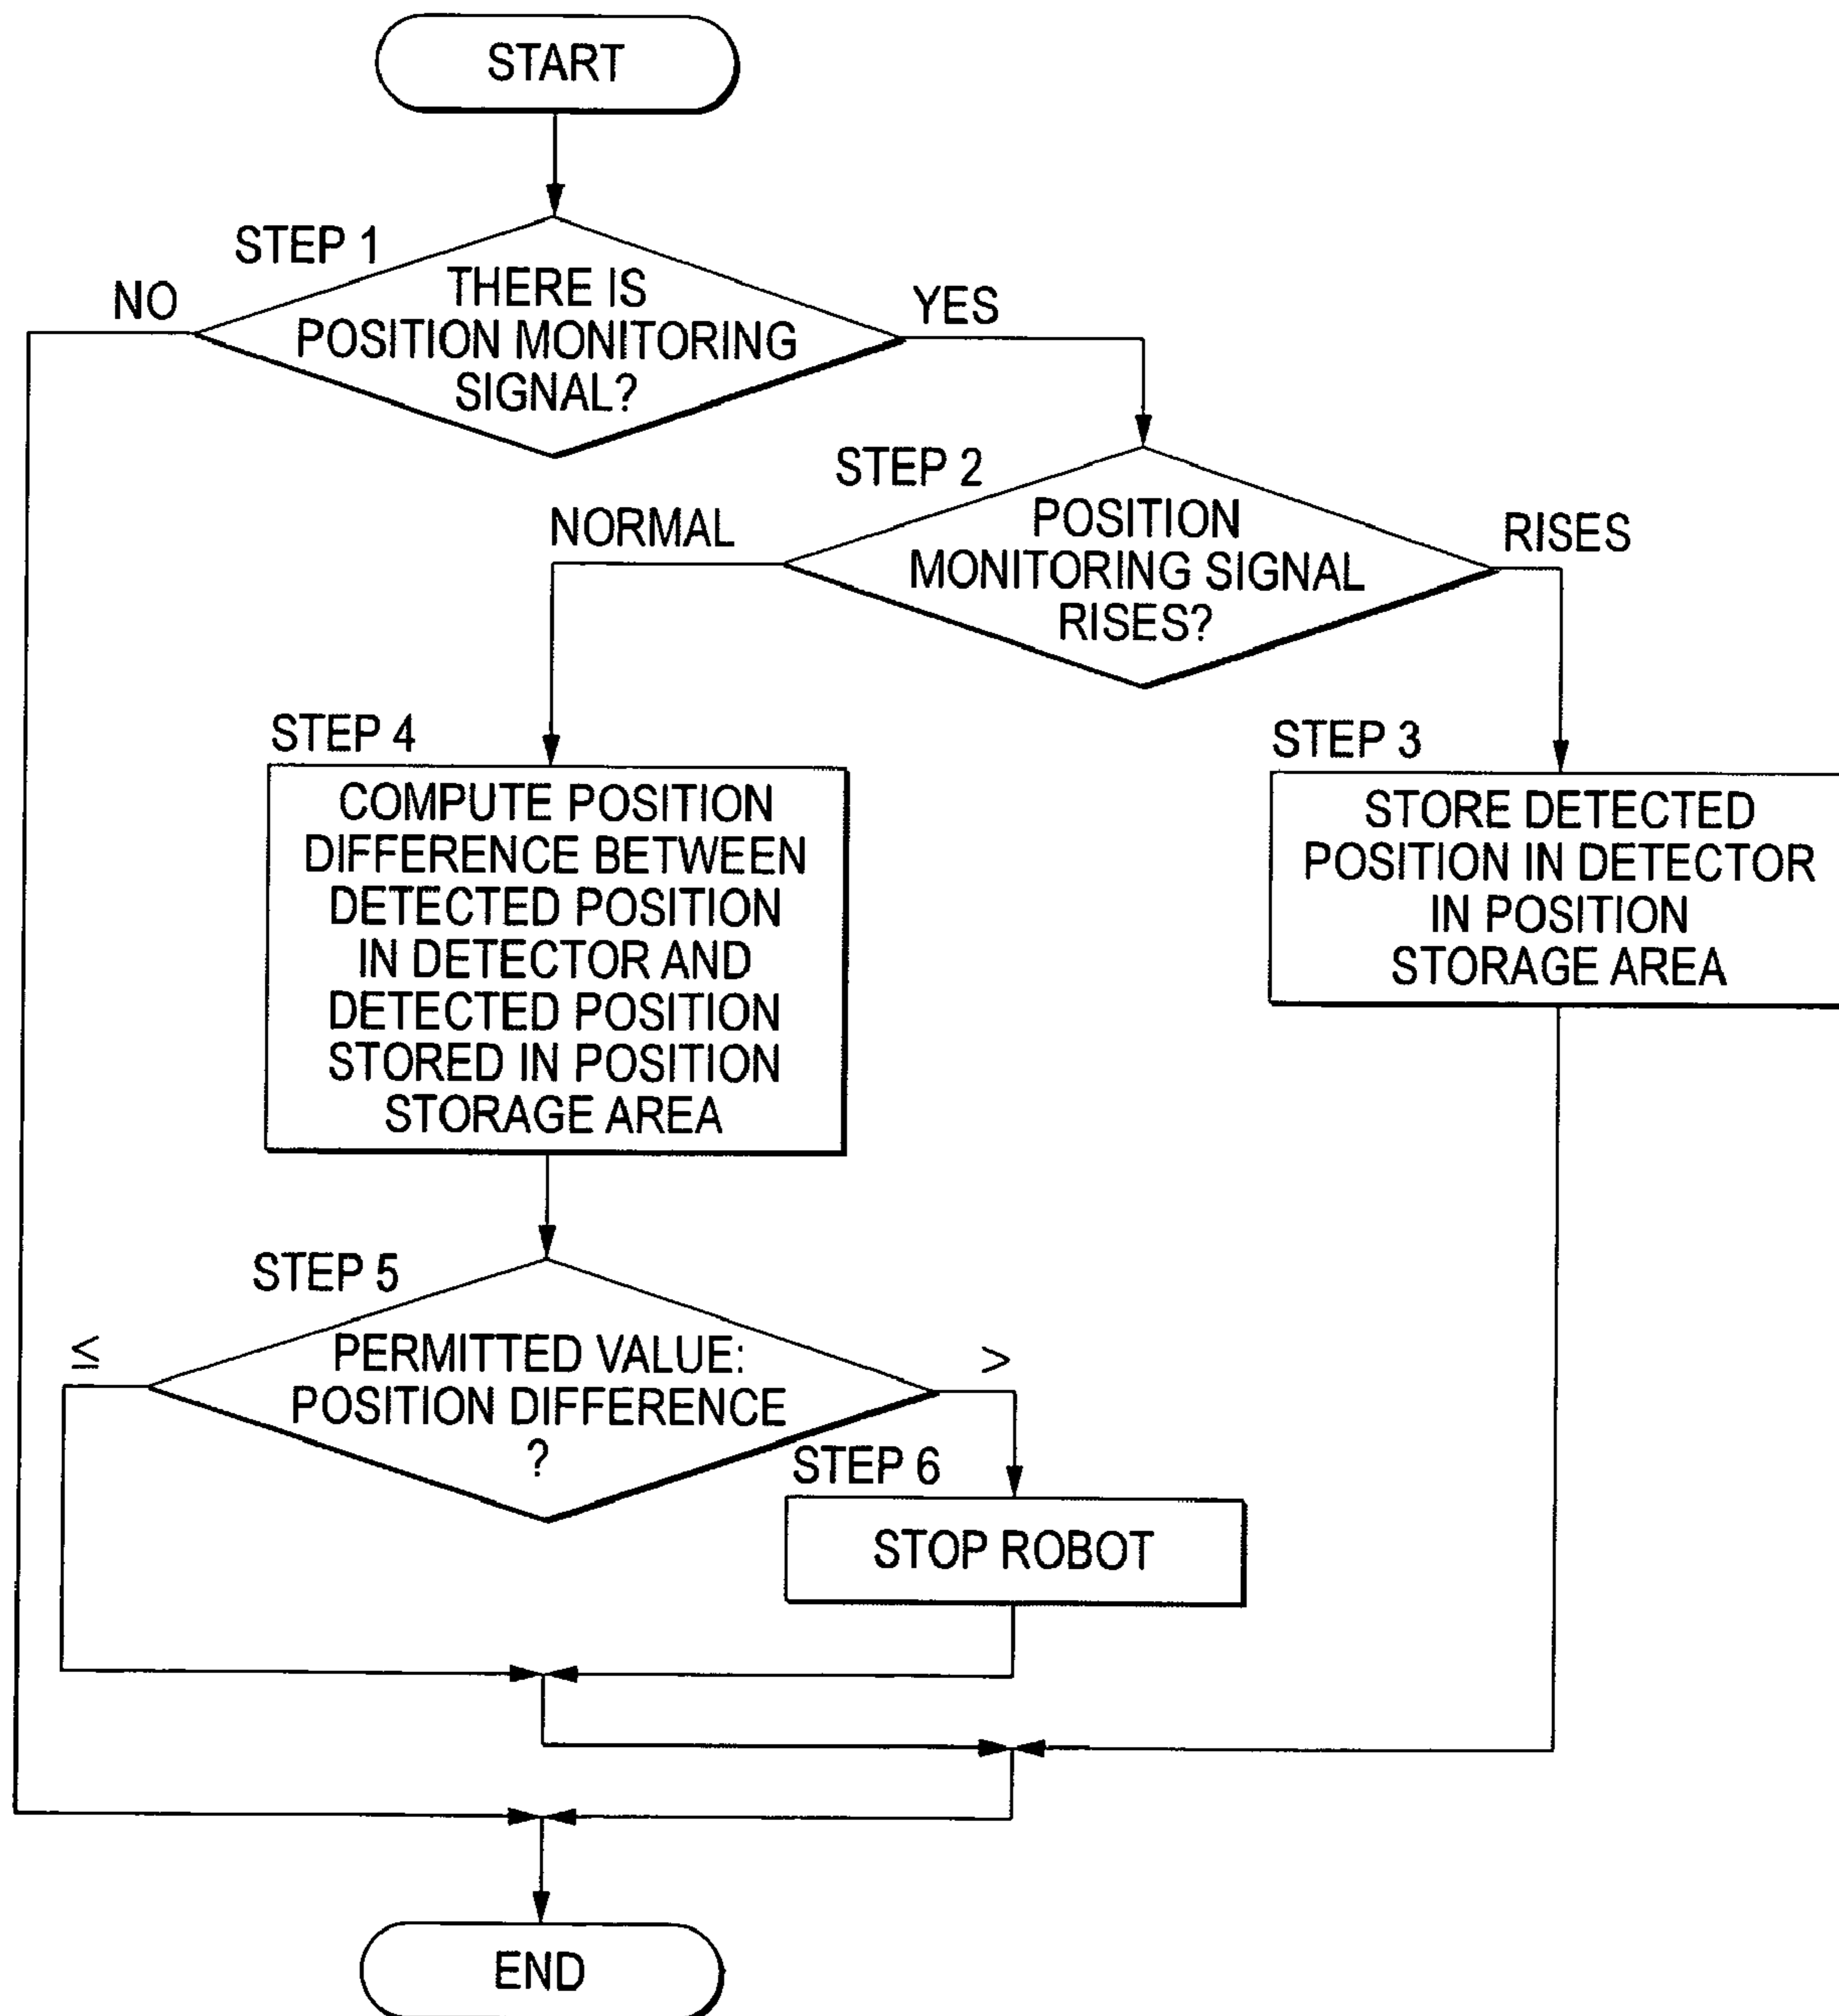 START
STEP 1
THERE IS
POSITION MONITORING
SIGNAL?
NO
YES
STEP 2
POSITION
MONITORING SIGNAL
RISES?
NORMAL
RISES
STEP 4
COMPUTE POSITION
DIFFERENCE BETWEEN
DETECTED POSITION
IN DETECTOR AND
DETECTED POSITION
STORED IN POSITION
STORAGE AREA
STEP 3
STORE DETECTED
POSITION IN DETECTOR
IN POSITION
STORAGE AREA
STEP 5
PERMITTED VALUE:
POSITION DIFFERENCE
?
≤
>
STEP 6
STOP ROBOT
END